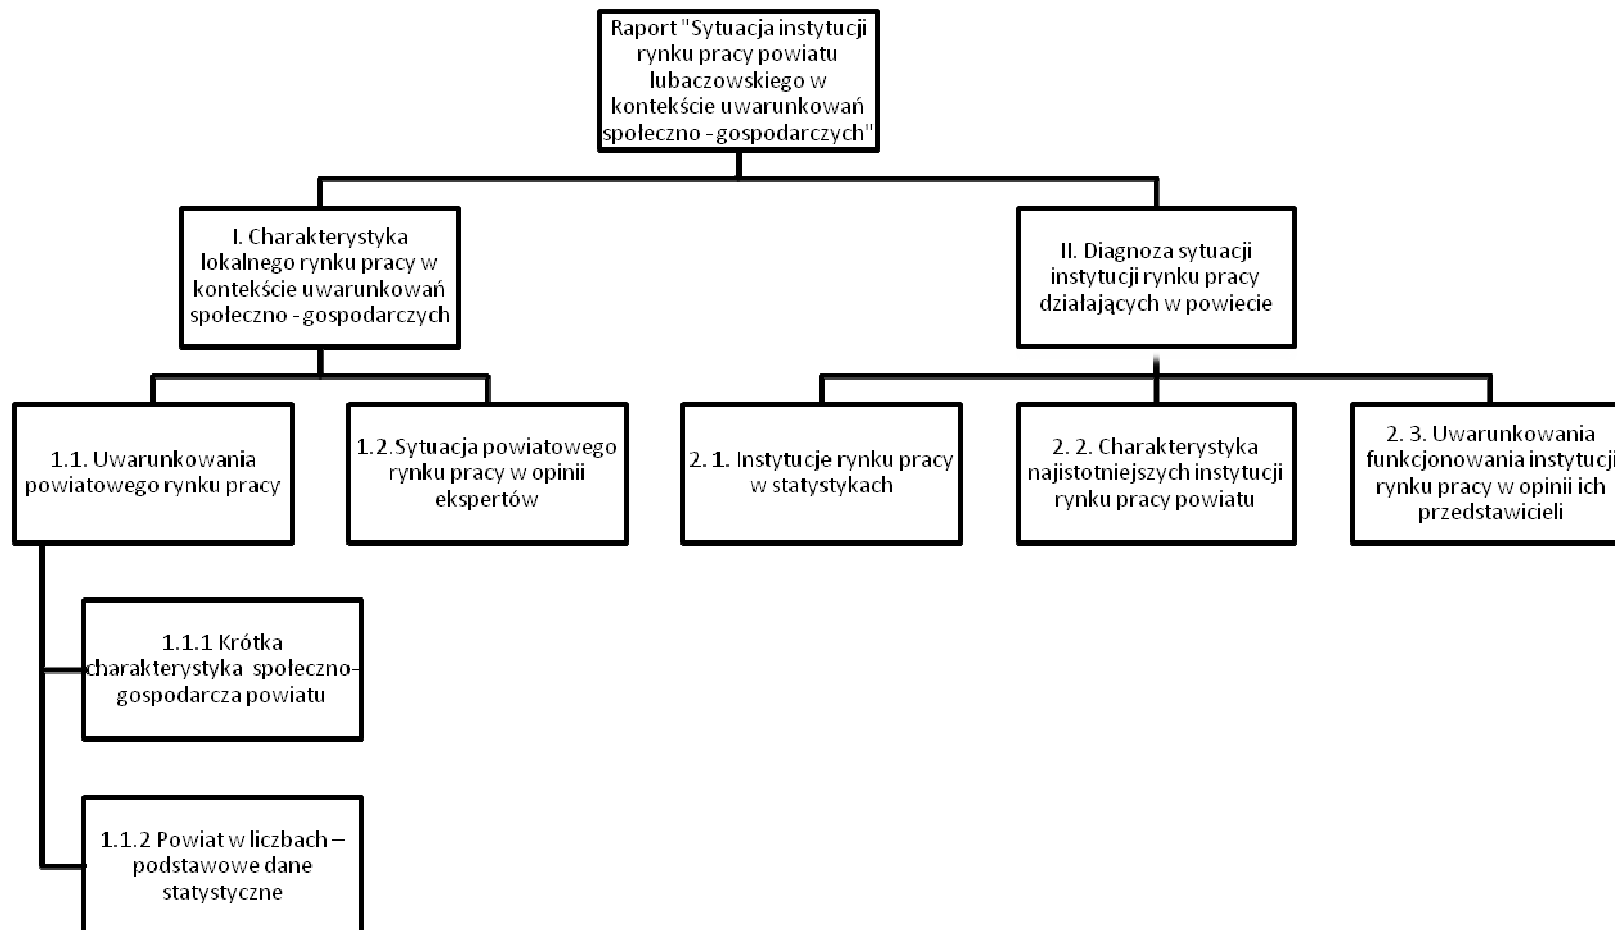 Raport "Sytuacja instytucji
rynku pracy powiatu
lubaczowskiego w
kontekście uwarunkowań
społeczno - gospodarczych"
I. Charakterystyka
lokalnego rynku pracy w
kontekście uwarunkowań
społeczno - gospodarczych
II. Diagnoza sytuacji
instytucji rynku pracy
działających w powiecie
1.1. Uwarunkowania
powiatowego rynku pracy
1.2. Sytuacja powiatowego
rynku pracy w opinii
ekspertów
2. 1. Instytucje rynku pracy
w statystykach
2. 2. Charakterystyka
najistotniejszych instytucji
rynku pracy powiatu
2. 3. Uwarunkowania
funkcjonowania instytucji
rynku pracy w opinii ich
przedstawicieli
1.1.1 Krótka
charakterystyka społeczno-
gospodarcza powiatu
1.1.2 Powiat w liczbach –
podstawowe dane
statystyczne